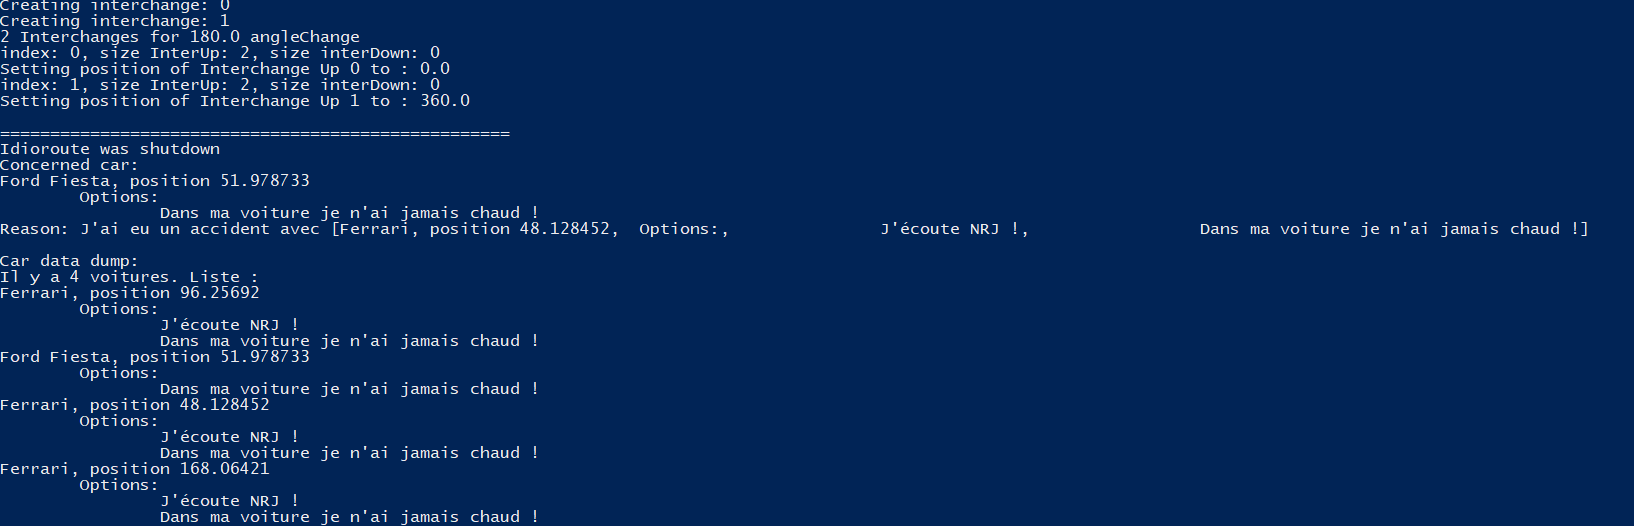 Creating interchange: 0
Creating interchange: 1
2 Interchanges for 180.0 angleChange
index: 0, size InterUp: 2, size interDown: 0
Setting position of Interchange Up 0 to : 0.0
index: 1, size InterUp: 2, size interDown: 0
Setting position of Interchange Up 1 to : 360.0
===================================================
Idioroute was shutdown
Concerned car:
Ford Fiesta, position 51.978733
Options:
Dans ma voiture je n'ai jamais chaud !
Reason: J'ai eu un accident avec [Ferrari, position 48.128452,  Options:,  J'écoute NRJ !,  Dans ma voiture je n'ai jamais chaud !]
Car data dump:
Il y a 4 voitures. Liste :
Ferrari, position 96.25692
Options:
J'écoute NRJ !
Dans ma voiture je n'ai jamais chaud !
Ford Fiesta, position 51.978733
Options:
Dans ma voiture je n'ai jamais chaud !
Ferrari, position 48.128452
Options:
J'écoute NRJ !
Dans ma voiture je n'ai jamais chaud !
Ferrari, position 168.06421
Options:
J'écoute NRJ !
Dans ma voiture je n'ai jamais chaud !